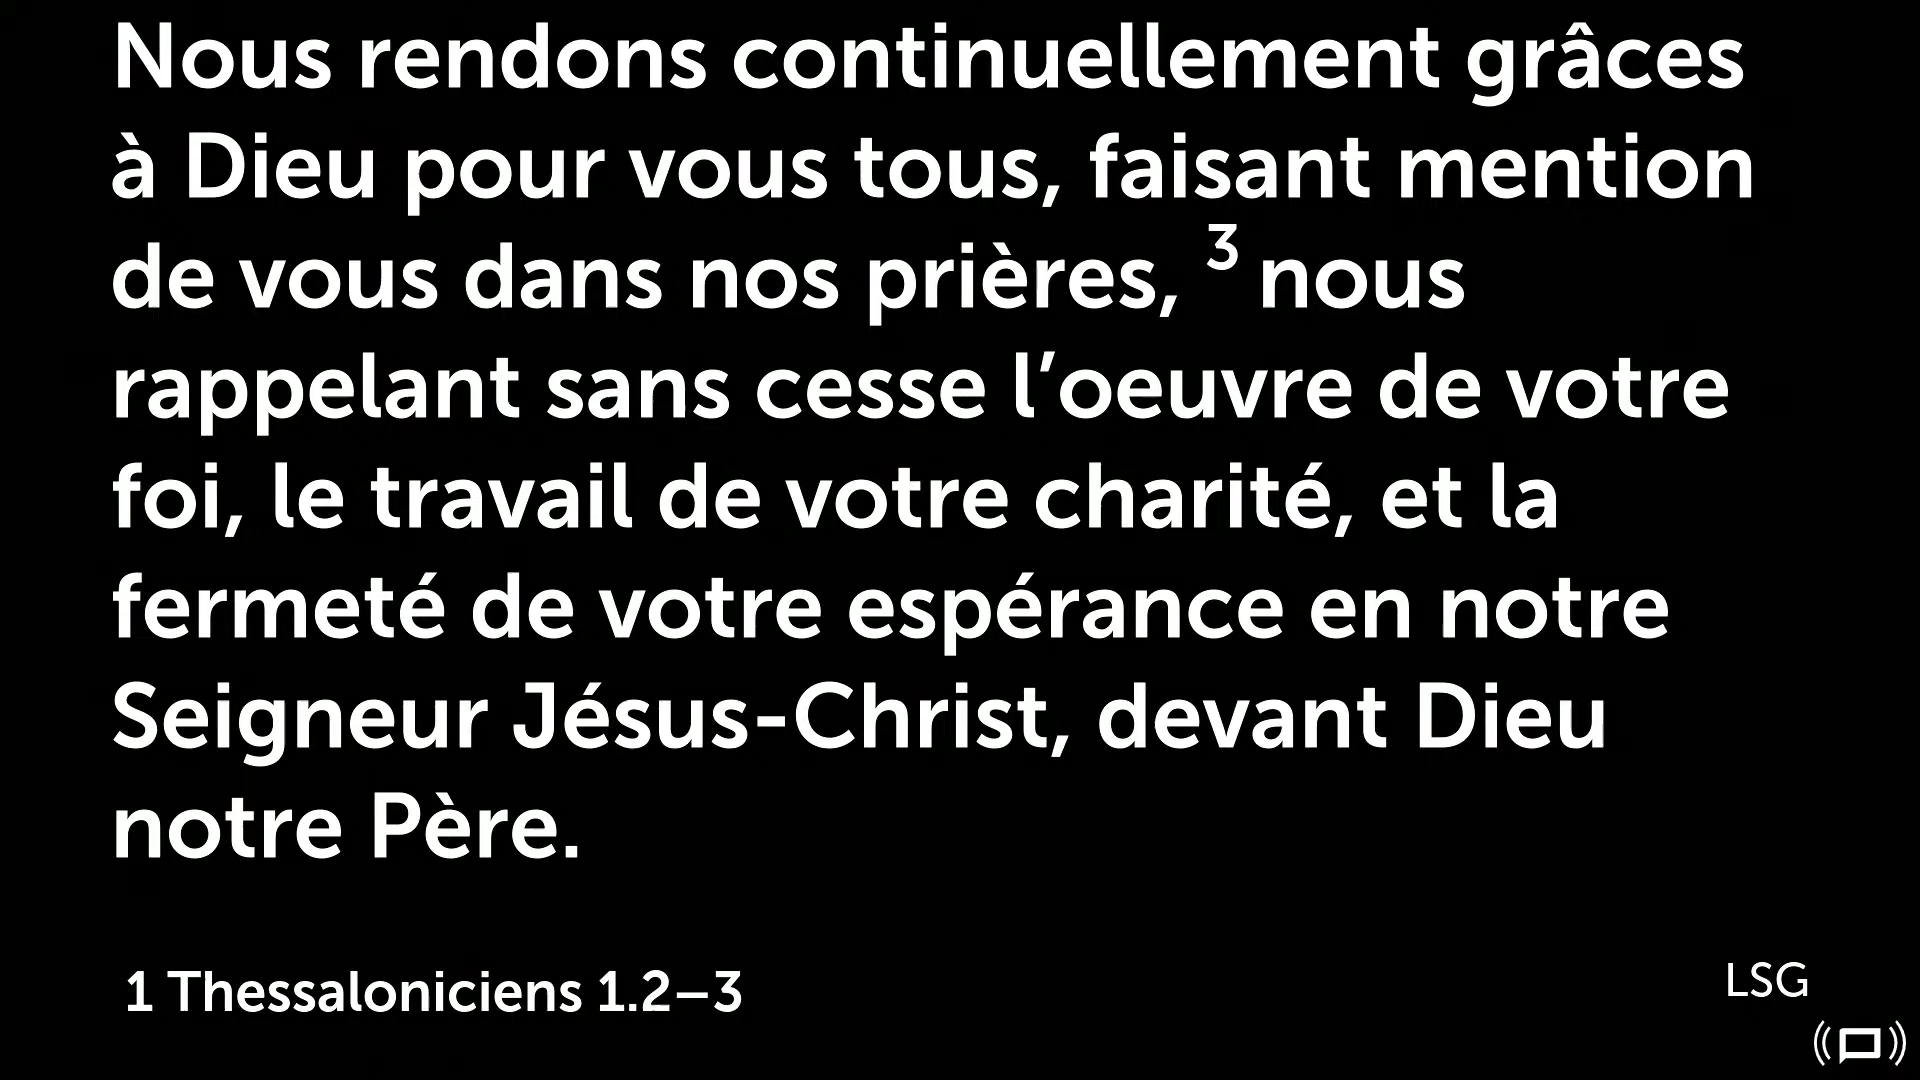 Nous rendons continuellement grâces
à Dieu pour vous tous, faisant mention
de vous dans nos prières, ³ nous
rappelant sans cesse l’oeuvre de votre
foi, le travail de votre charité, et la
fermeté de votre espérance en notre
Seigneur Jésus-Christ, devant Dieu
notre Père.
1 Thessaloniciens 1.2–3
LSG